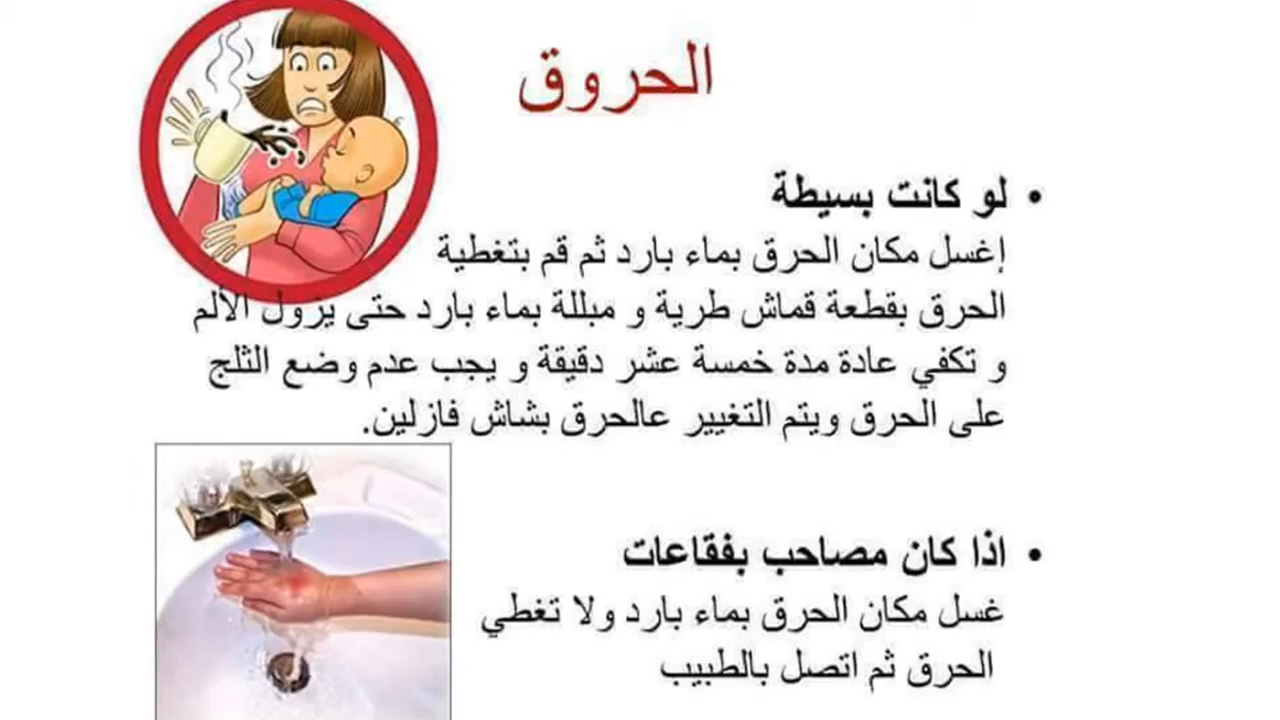 الحروق
• لو كانت بسيطة
إغسل مكان الحرق بماء بارد ثم قم بتغطية
الحرق بقطعة قماش طرية و مبللة بماء بارد حتى يزول الألم
و تكفي عادة مدة خمسة عشر دقيقة و يجب عدم وضع الثلج
على الحرق ويتم التغيير عالحرق بشاش فازلين.
• اذا كان مصاحب بفقاعات
غسل مكان الحرق بماء بارد ولا تغطي
الحرق ثم اتصل بالطبيب